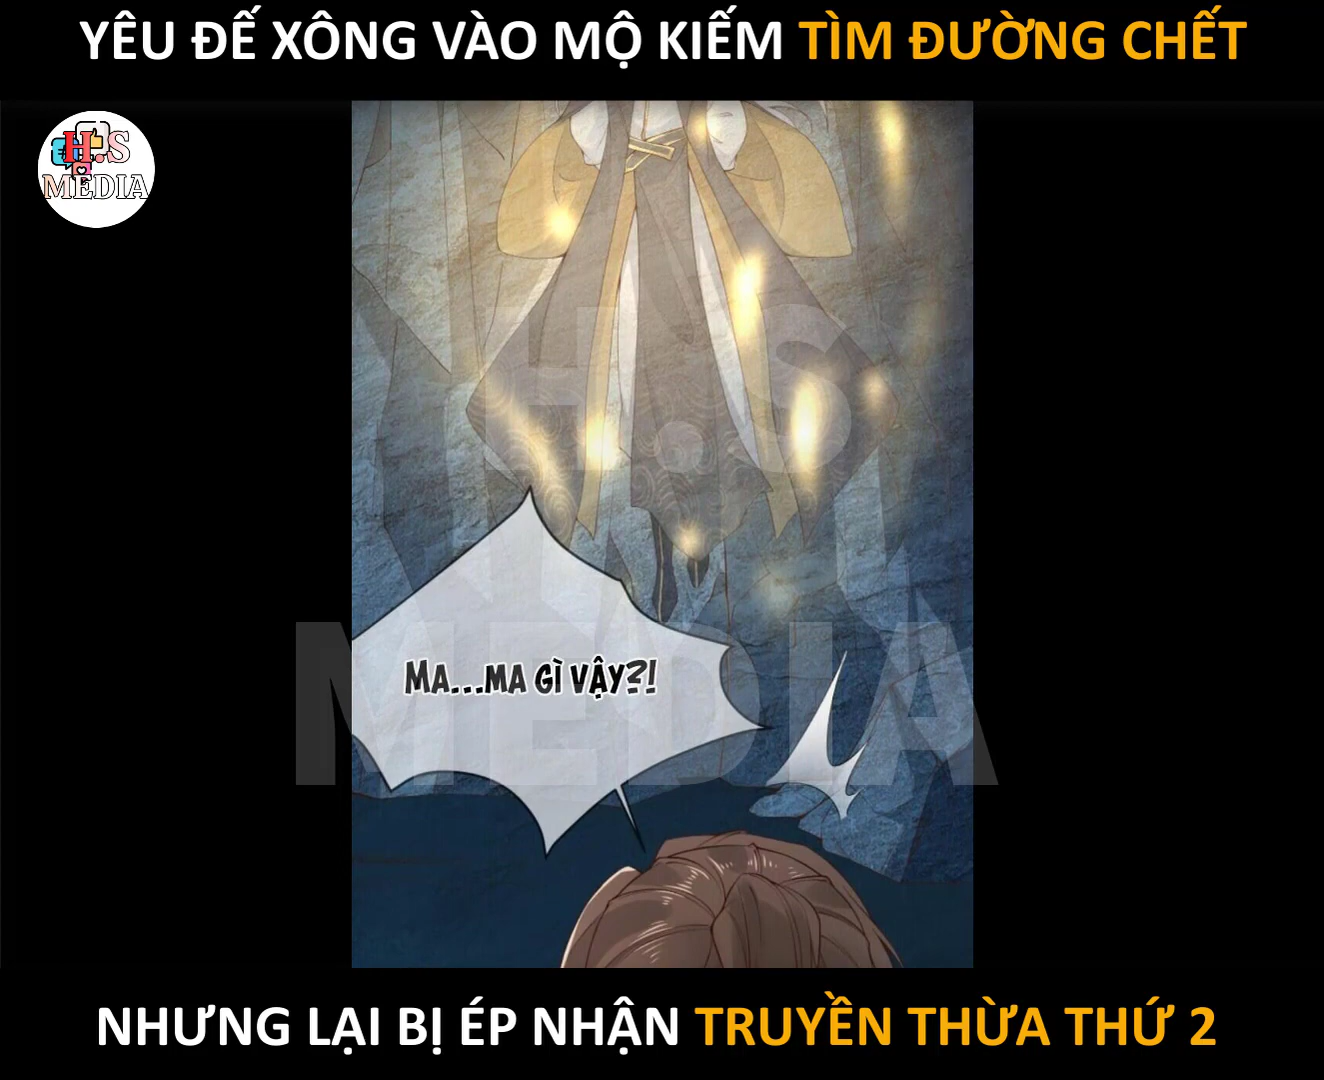 YÊU ĐẾ XÔNG VÀO MỘ KIẾM TÌM ĐƯỜNG CHẾT
H.S
MEDIA
H.S
MEDIA
MA...MA GÌ VẬY?!
NHƯNG LẠI BỊ ÉP NHẬN TRUYỀN THỪA THỨ 2